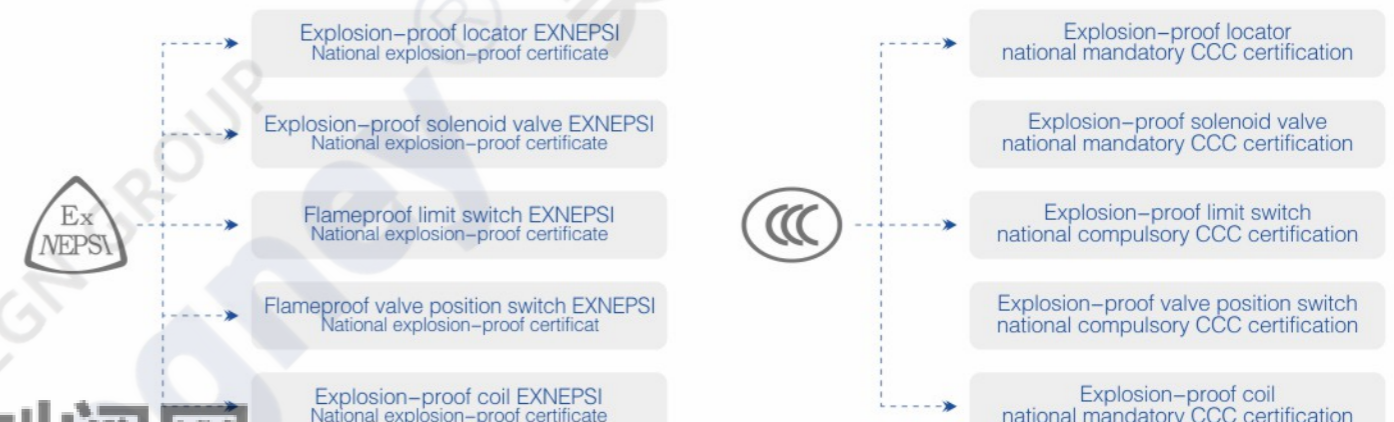 Explosion-proof locator EXNEPSI
National explosion-proof certificate
Explosion-proof solenoid valve EXNEPSI
National explosion-proof certificate
Ex
NEPSI
Flameproof limit switch EXNEPSI
National explosion-proof certificate
Flameproof valve position switch EXNEPSI
National explosion-proof certificat
Explosion-proof coil EXNEPSI
National explosion-proof certificate
Explosion-proof locator
national mandatory CCC certification
Explosion-proof solenoid valve
national mandatory CCC certification
CCC
Explosion-proof limit switch
national compulsory CCC certification
Explosion-proof valve position switch
national compulsory CCC certification
Explosion-proof coil
national mandatory CCC certification
GROUP
®